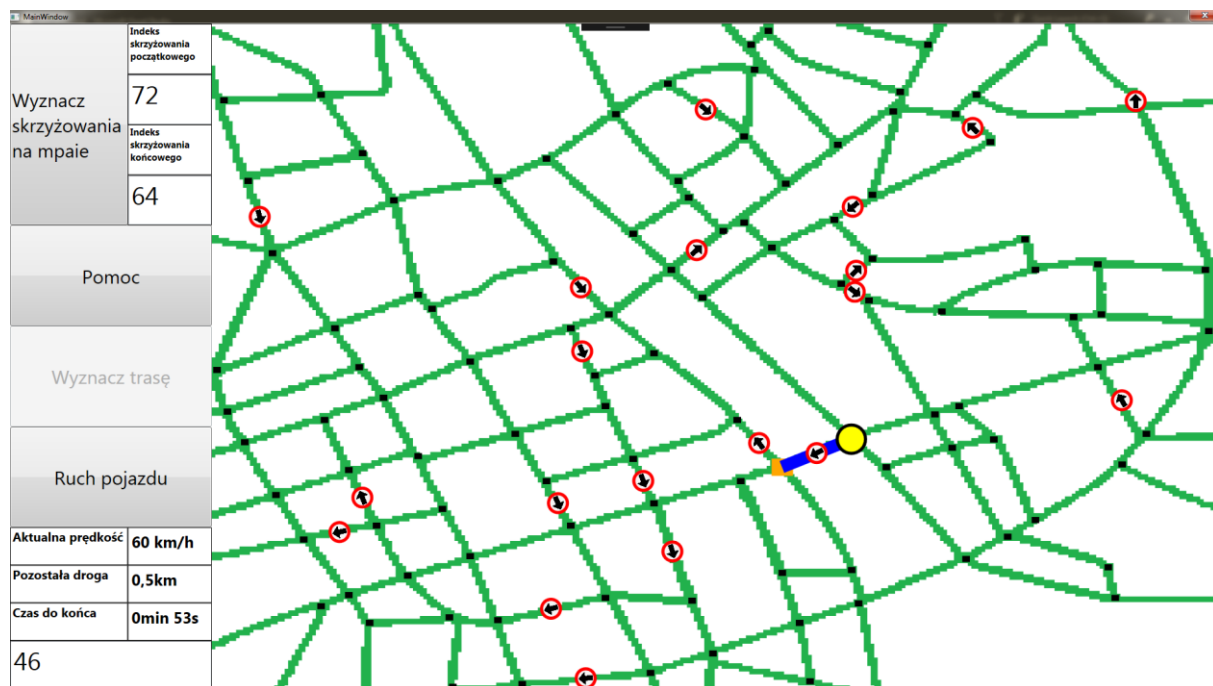 MainWindow
Indeks
skrzyżowania
początkowego
Wyznacz
skrzyżowania
na mpaie
72
Indeks
skrzyżowania
końcowego
64
Pomoc
Wyznacz trasę
Ruch pojazdu
Aktualna prędkość 60 km/h
Pozostała droga 0,5km
Czas do końca 0min 53s
46